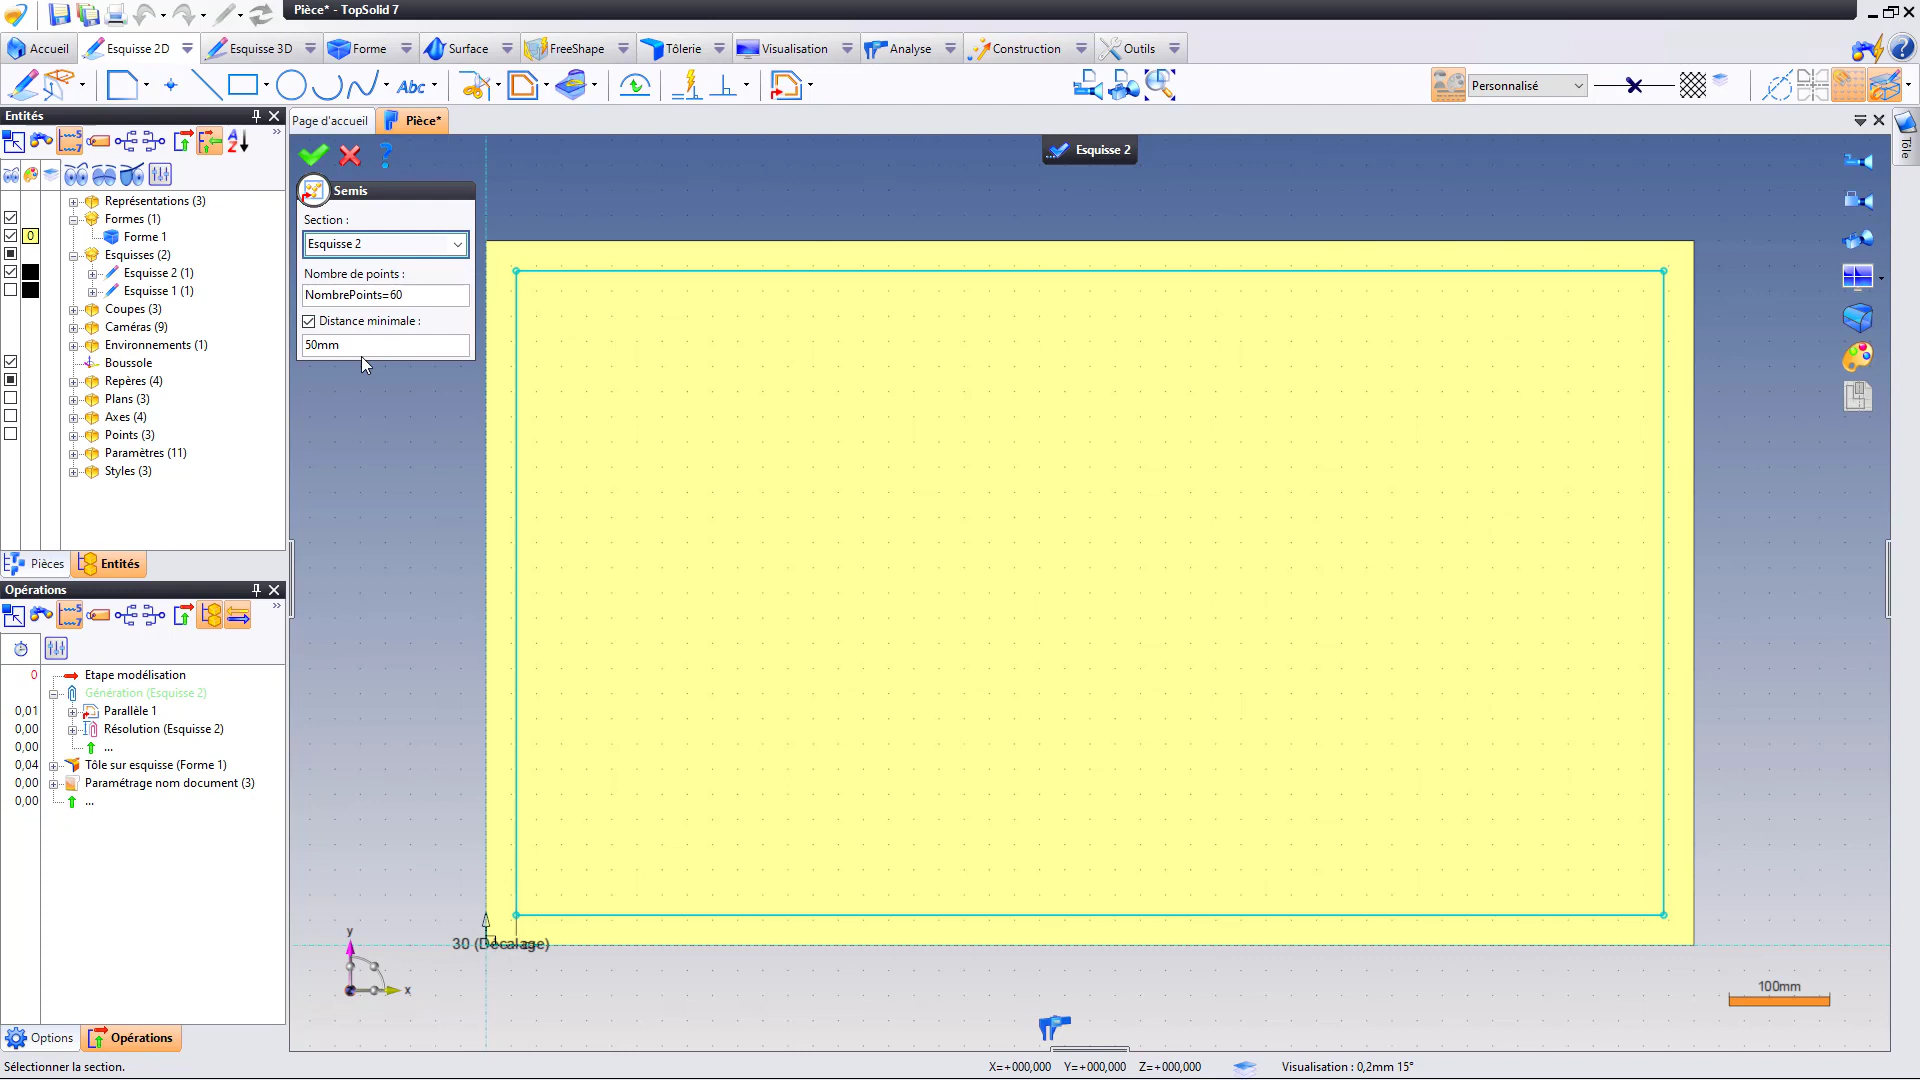 Pièce* - TopSolid 7
Accueil
Esquisse 2D
Esquisse 3D
Forme
Surface
FreeShape
Tôlerie
Visualisation
Analyse
Construction
Outils
Abc
Personnalisé
Entités
Page d'accueil
Pièce*
Tôle
Esquisse 2
Semis
Section :
Esquisse 2
Nombre de points :
NombrePoints=60
Distance minimale :
50mm
Représentations (3)
Formes (1)
0
Forme 1
Esquisses (2)
Esquisse 2 (1)
Esquisse 1 (1)
Coupes (3)
Caméras (9)
Environnements (1)
Boussole
Repères (4)
Plans (3)
Axes (4)
Points (3)
Paramètres (11)
Styles (3)
Pièces
Entités
Opérations
0 Etape modélisation
Génération (Esquisse 2)
0,01 Parallèle 1
0,00 Résolution (Esquisse 2)
0,00 ...
0,04 Tôle sur esquisse (Forme 1)
0,00 Paramétrage nom document (3)
0,00 ...
30 (Décalage)
y
x
100mm
Options
Opérations
Sélectionner la section.
X=+000,000 Y=+000,000 Z=+000,000
Visualisation : 0,2mm 15°